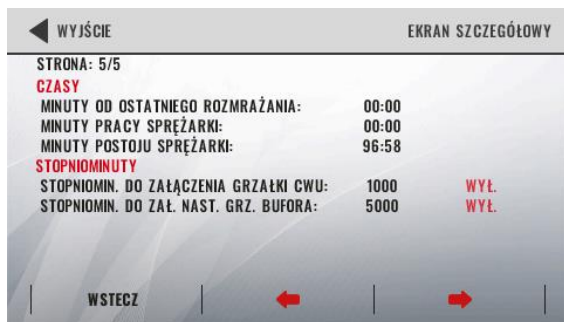 WYJŚCIE EKRAN SZCZEGÓŁOWY
STRONA: 5/5
CZASY
MINUTY OD OSTATNIEGO ROZMRAŻANIA: 00:00
MINUTY PRACY SPRĘŻARKI: 00:00
MINUTY POSTOJU SPRĘŻARKI: 96:58
STOPNIOMINUTY
STOPNIOMIN. DO ZAŁĄCZENIA GRZAŁKI CWU: 1000 WYŁ.
STOPNIOMIN. DO ZAŁ. NAST. GRZ. BUFORA: 5000 WYŁ.
WSTECZ